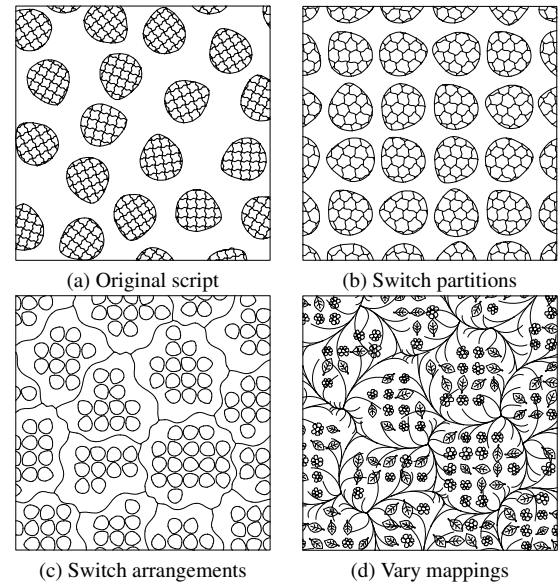 (a) Original script
(b) Switch partitions
(c) Switch arrangements
(d) Vary mappings